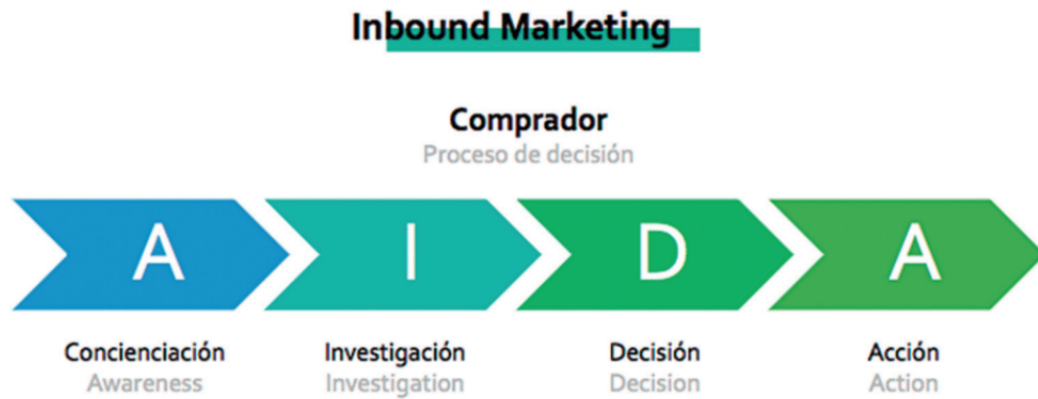 Inbound Marketing
Comprador
Proceso de decisión
A I D A
Concienciación Investigación Decisión Acción
Awareness Investigation Decision Action